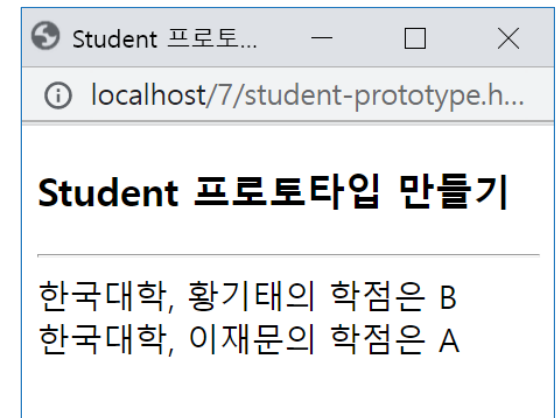 Student 프로토...
localhost/7/student-prototype.h...
Student 프로토타입 만들기
한국대학, 황기태의 학점은 B
한국대학, 이재문의 학점은 A